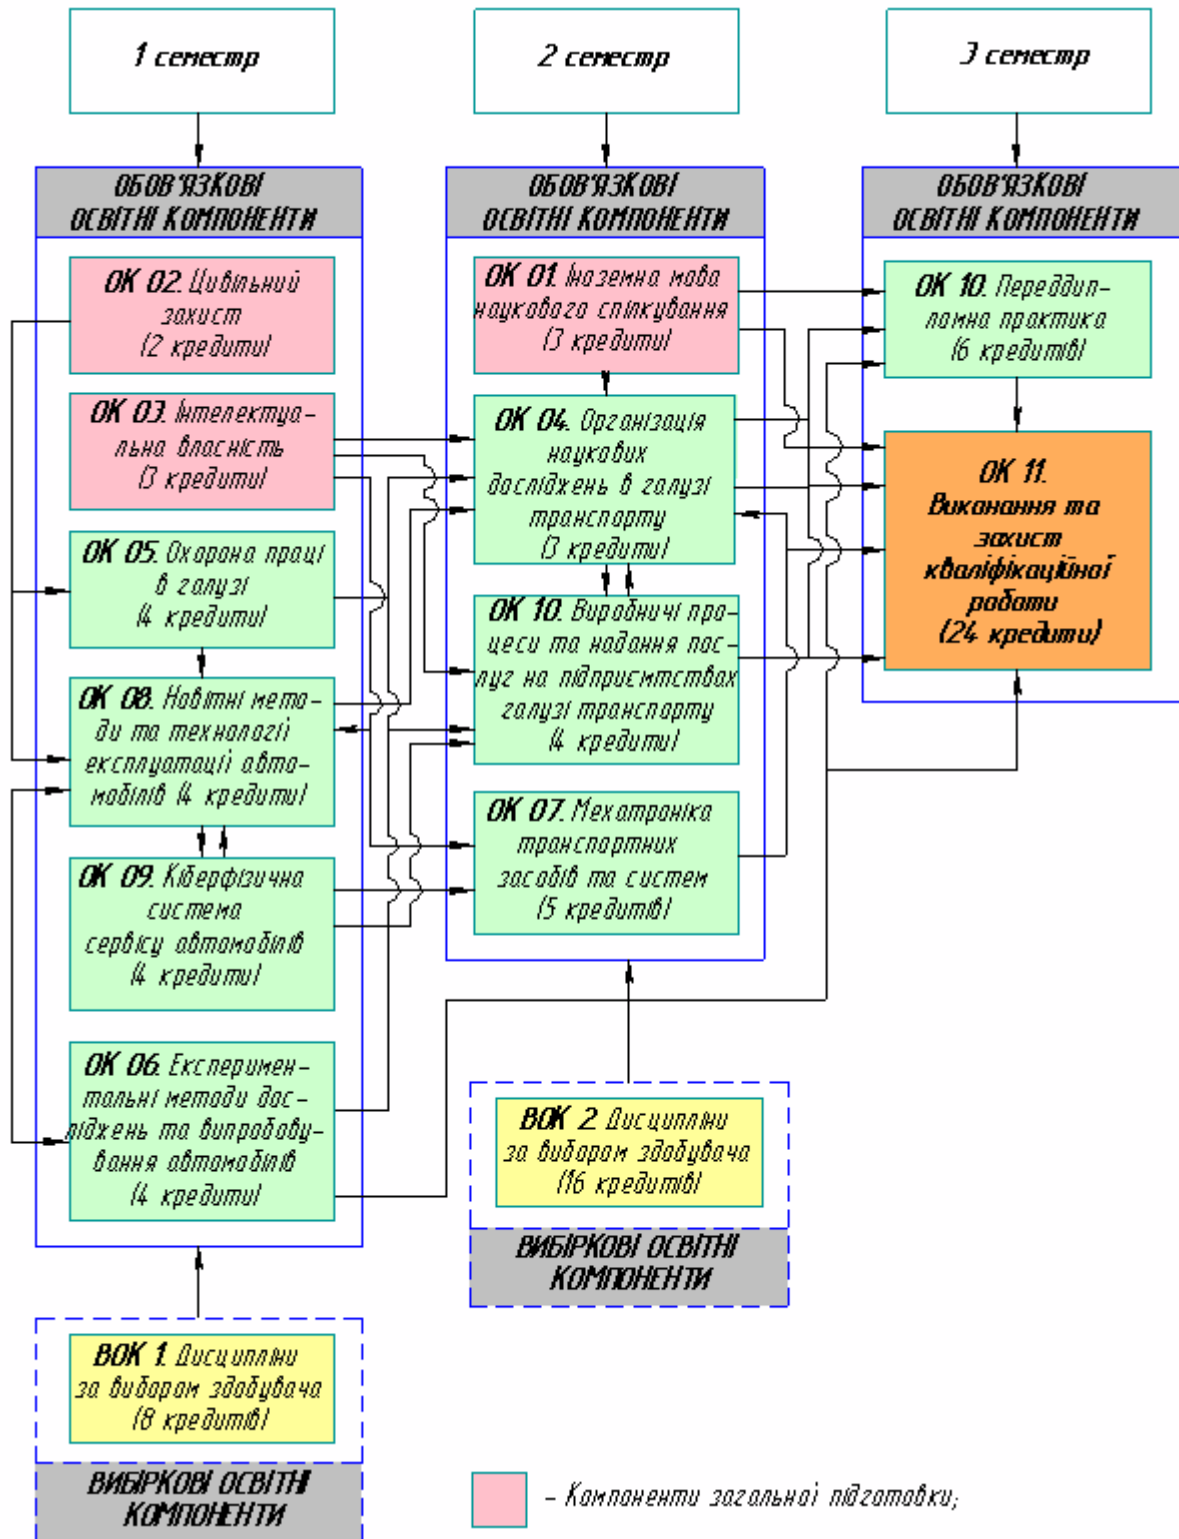 1 семестр
2 семестр
3 семестр
ОБОВ'ЯЗКОВІ
ОСВІТНІ КОМПОНЕНТИ
ОК 02. Цивільний
захист
(2 кредити)
ОК 03. Інтелектуа-
льна власність
(3 кредити)
ОК 05. Охорона праці
в галузі
(4 кредити)
ОК 08. Новітні мето-
ди та технології
експлуатації авто-
мобілів (4 кредити)
ОК 09. Кіберфізична
система
сервісу автомобілів
(4 кредити)
ОК 06. Експеримен-
тальні методи дос-
ліджень та випробову-
вання автомобілів
(4 кредити)
ВОК 1. Дисципліни
за вибором здобувача
(8 кредитів)
ВИБІРКОВІ ОСВІТНІ
КОМПОНЕНТИ
ОБОВ'ЯЗКОВІ
ОСВІТНІ КОМПОНЕНТИ
ОК 01. Іноземна мова
наукового спілкування
(3 кредити)
ОК 04. Організація
наукових
досліджень в галузі
транспорту
(3 кредити)
ОК 10. Виробничі про-
цеси та надання пос-
луг на підприємтствах
галузі транспорту
(4 кредити)
ОК 07. Мехатроніка
транспортних
засобів та систем
(5 кредитів)
ВОК 2. Дисципліни
за вибором здобувача
(16 кредитів)
ВИБІРКОВІ ОСВІТНІ
КОМПОНЕНТИ
ОБОВ'ЯЗКОВІ
ОСВІТНІ КОМПОНЕНТИ
ОК 10. Переддип-
ломна практика
(6 кредитів)
ОК 11.
Виконання та
захист
кваліфікаційної
роботи
(24 кредити)
- Компоненти загальної підготовки;